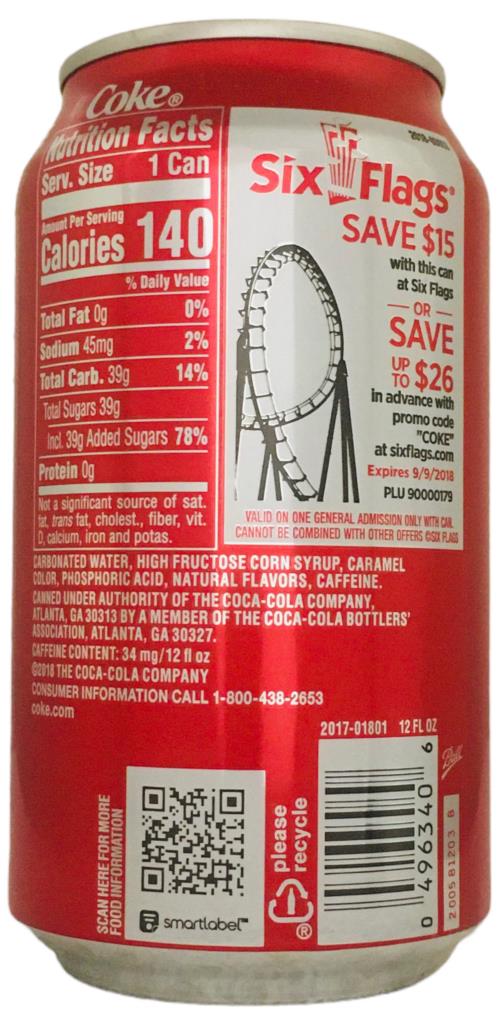 Coke®
Nutrition Facts
Serv. Size 1 Can
Amount Per Serving
Calories 140
% Daily Value
Total Fat 0g 0%
Sodium 45mg 2%
Total Carb. 39g 14%
Total Sugars 39g
Incl. 39g Added Sugars 78%
Protein 0g
Not a significant source of sat.
fat, trans fat, cholest., fiber, vit.
D, calcium, iron and potas.
Six Flags®
SAVE $15
with this can
at Six Flags
OR
SAVE
UP TO $26
in advance with
promo code
"COKE"
at sixflags.com
Expires 9/9/2018
PLU 90000179
VALID ON ONE GENERAL ADMISSION ONLY WITH CAN.
CANNOT BE COMBINED WITH OTHER OFFERS ©SIX FLAGS
CARBONATED WATER, HIGH FRUCTOSE CORN SYRUP, CARAMEL
COLOR, PHOSPHORIC ACID, NATURAL FLAVORS, CAFFEINE.
CANNED UNDER AUTHORITY OF THE COCA-COLA COMPANY,
ATLANTA, GA 30313 BY A MEMBER OF THE COCA-COLA BOTTLERS'
ASSOCIATION, ATLANTA, GA 30327.
CAFFEINE CONTENT: 34 mg/12 fl oz
©2018 THE COCA-COLA COMPANY
CONSUMER INFORMATION CALL 1-800-438-2653
coke.com
2017-01801 12 FL OZ
SCAN HERE FOR MORE
FOOD INFORMATION
smartlabel™
please
recycle
®
0 496340 6
Ball
200581203 B